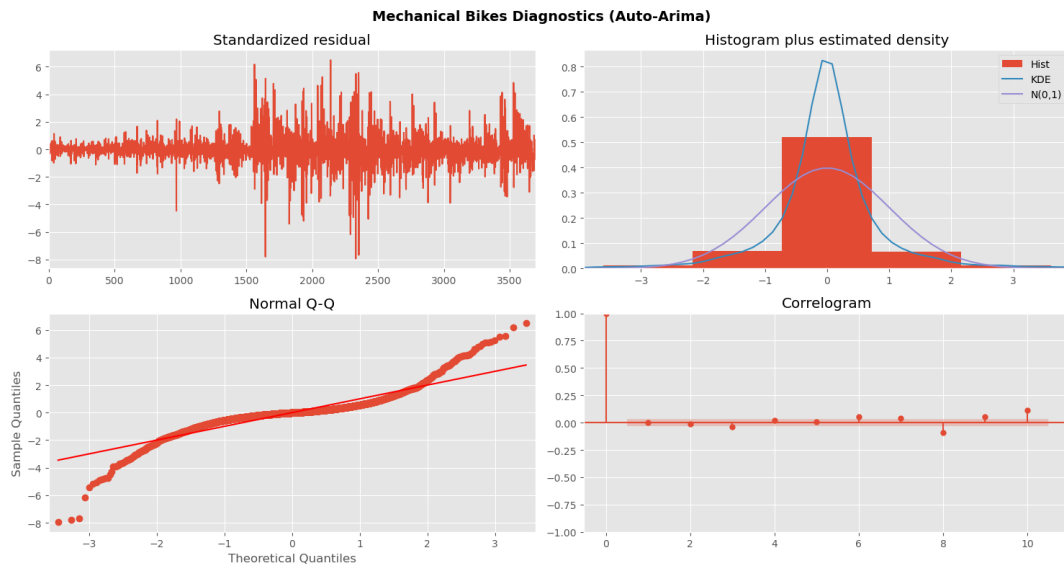 Mechanical Bikes Diagnostics (Auto-Arima)
Standardized residual
6
4
2
0
−2
−4
−6
−8
0 500 1000 1500 2000 2500 3000 3500
Histogram plus estimated density
Hist
KDE
N(0,1)
0.8
0.7
0.6
0.5
0.4
0.3
0.2
0.1
0.0
−3 −2 −1 0 1 2 3
Normal Q-Q
Sample Quantiles
6
4
2
0
−2
−4
−6
−8
−3 −2 −1 0 1 2 3
Theoretical Quantiles
Correlogram
1.00
0.75
0.50
0.25
0.00
−0.25
−0.50
−0.75
−1.00
0 2 4 6 8 10